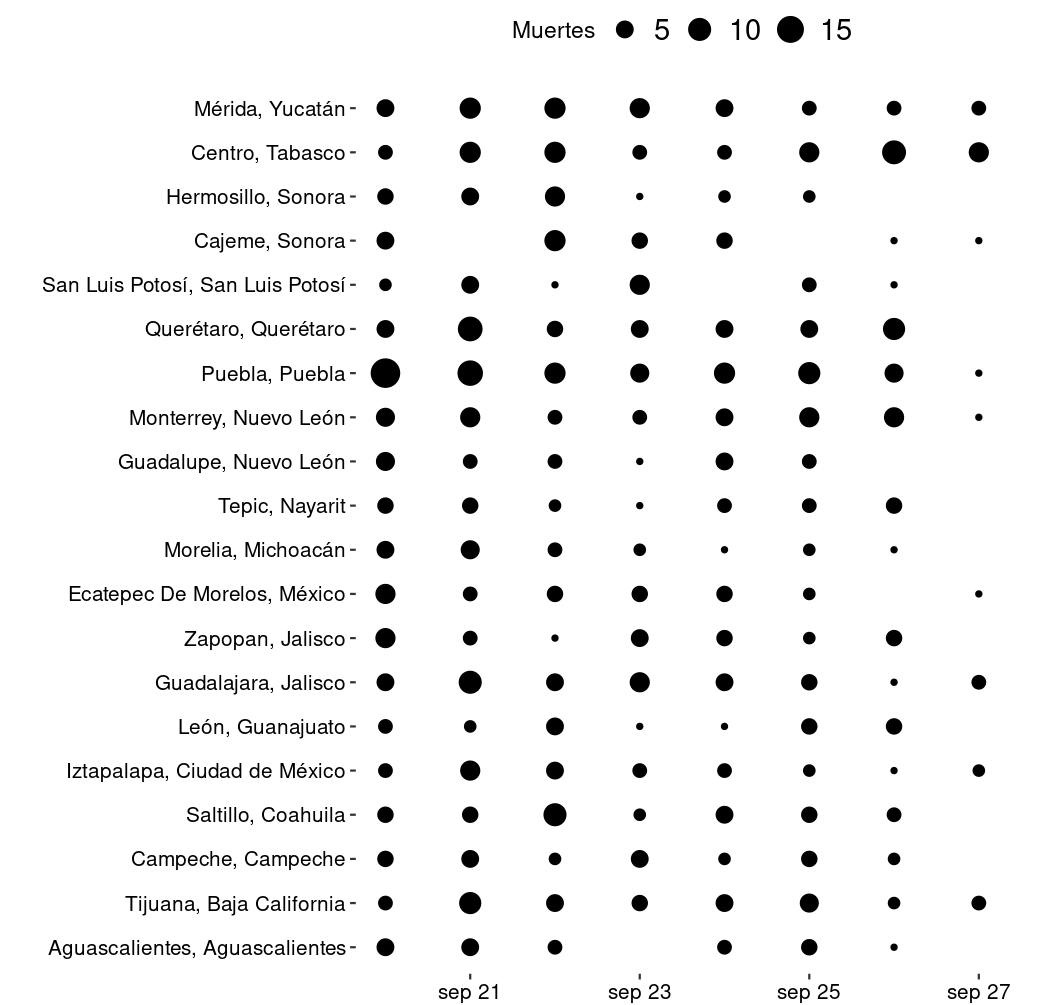 Muertes 5 10 15
Mérida, Yucatán
Centro, Tabasco
Hermosillo, Sonora
Cajeme, Sonora
San Luis Potosí, San Luis Potosí
Querétaro, Querétaro
Puebla, Puebla
Monterrey, Nuevo León
Guadalupe, Nuevo León
Tepic, Nayarit
Morelia, Michoacán
Ecatepec De Morelos, México
Zapopan, Jalisco
Guadalajara, Jalisco
León, Guanajuato
Iztapalapa, Ciudad de México
Saltillo, Coahuila
Campeche, Campeche
Tijuana, Baja California
Aguascalientes, Aguascalientes
sep 21 sep 23 sep 25 sep 27